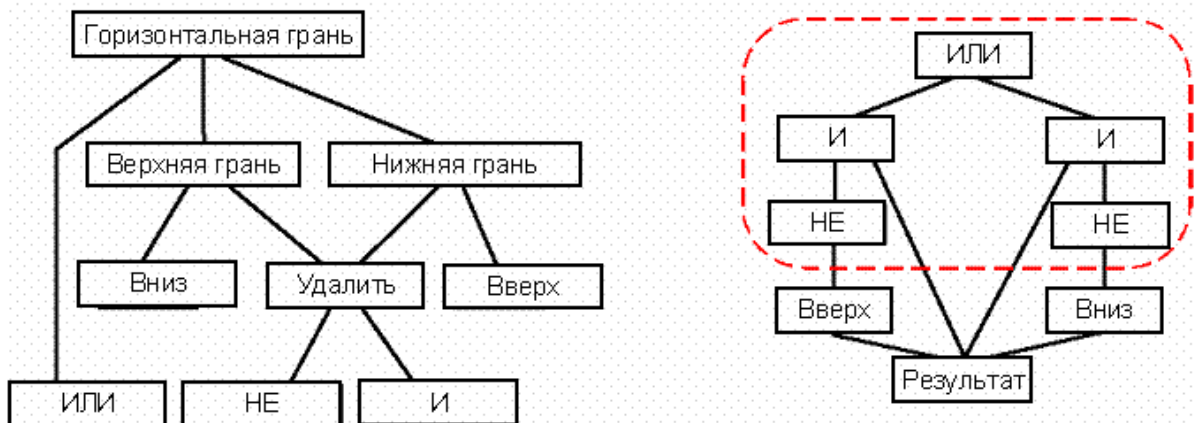 Горизонтальная грань
Верхняя грань
Нижняя грань
Вниз
Удалить
Вверх
ИЛИ
НЕ
И
ИЛИ
И
И
НЕ
НЕ
Вверх
Вниз
Результат